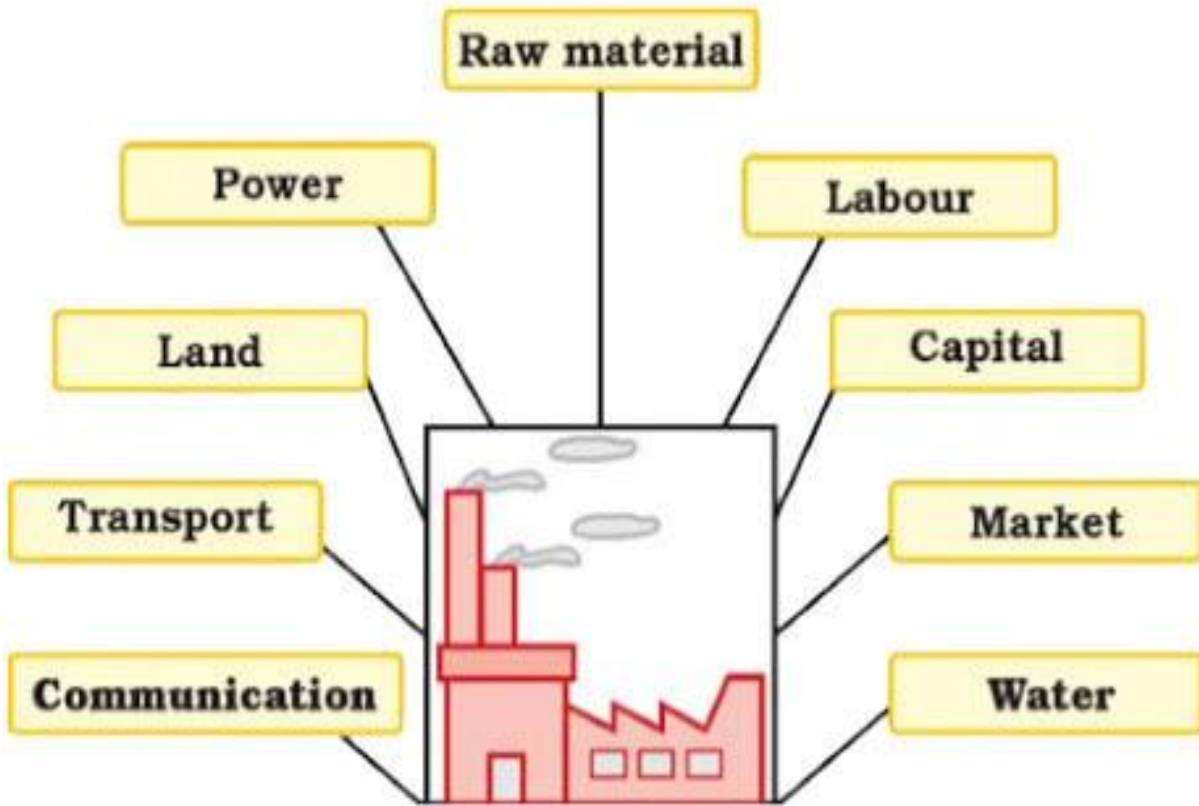 Raw material
Power
Labour
Land
Capital
Transport
Market
Communication
Water